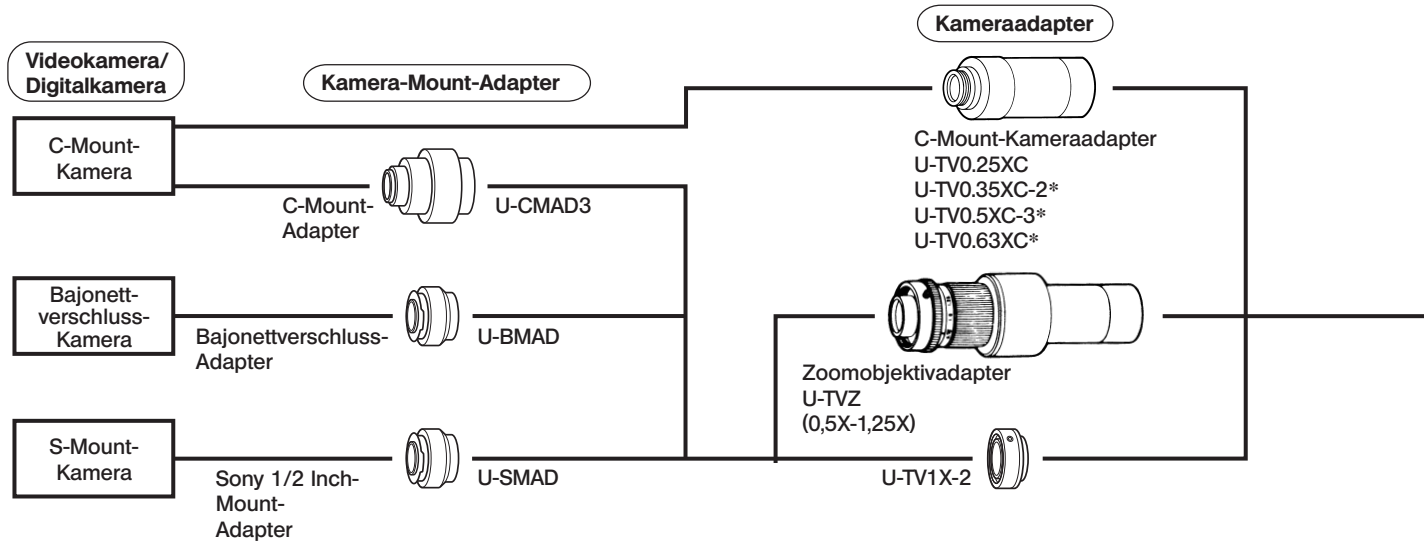 Kameraadapter
Videokamera/
Digitalkamera
Kamera-Mount-Adapter
C-Mount-
Kamera
C-Mount-Kameraadapter
U-TV0.25XC
U-TV0.35XC-2*
U-TV0.5XC-3*
U-TV0.63XC*
C-Mount-
Adapter
U-CMAD3
Bajonett-
verschluss-
Kamera
Bajonettverschluss-
Adapter
U-BMAD
Zoomobjektivadapter
U-TVZ
(0,5X-1,25X)
S-Mount-
Kamera
Sony 1/2 Inch-
Mount-
Adapter
U-SMAD
U-TV1X-2